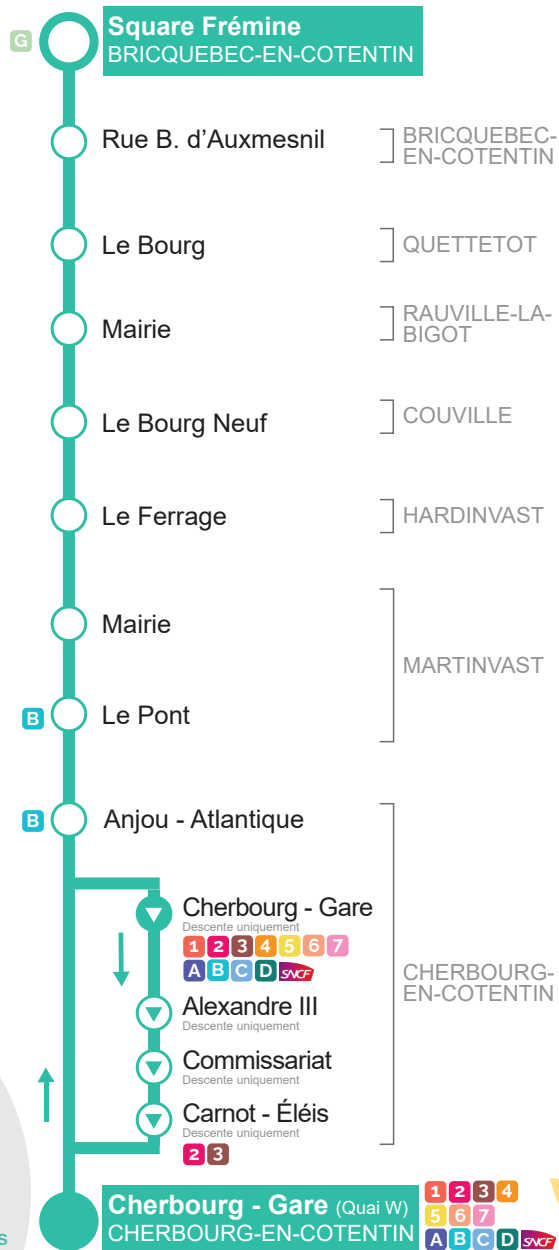 G
Square Frémine
BRICQUEBEC-EN-COTENTIN
Rue B. d'Auxmesnil
BRICQUEBEC-
EN-COTENTIN
Le Bourg
QUETTETOT
Mairie
RAUVILLE-LA-
BIGOT
Le Bourg Neuf
COUVILLE
Le Ferrage
HARDINVAST
Mairie
MARTINVAST
B
Le Pont
B
Anjou - Atlantique
Cherbourg - Gare
Descente uniquement
1 2 3 4 5 6 7
A B C D SNCF
CHERBOURG-
EN-COTENTIN
Alexandre III
Descente uniquement
Commissariat
Descente uniquement
Carnot - Éléis
Descente uniquement
2 3
Cherbourg - Gare (Quai W)
CHERBOURG-EN-COTENTIN
1 2 3 4
5 6 7
A B C D SNCF
s